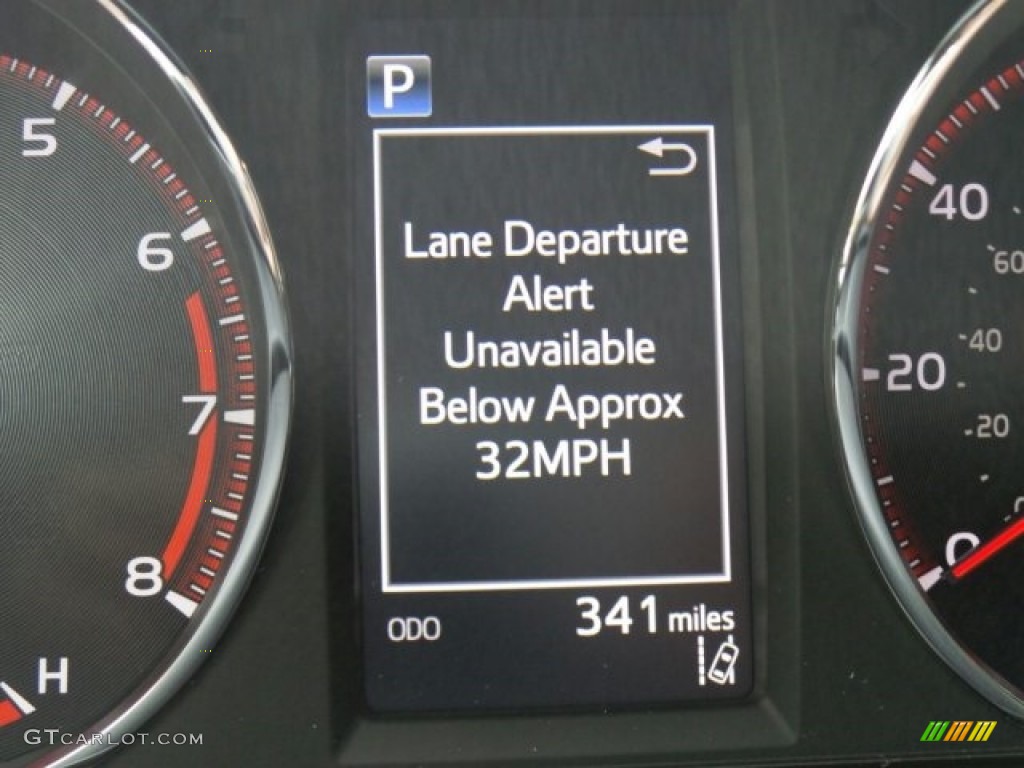 P
Lane Departure
Alert
Unavailable
Below Approx
32MPH
ODO 341 miles
5
6
7
8
H
40
60
40
20
20
0
GTCARLOT.COM